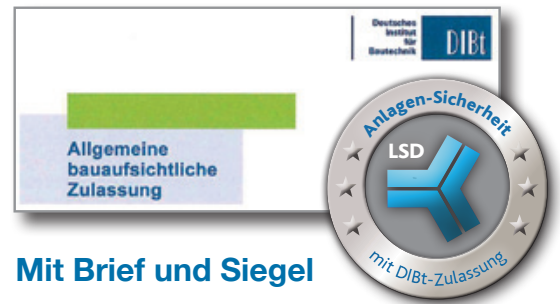 Deutsches
Institut
für
Bautechnik
DIBt
Allgemeine
bauaufsichtliche
Zulassung
Anlagen-Sicherheit
LSD
mit DIBt-Zulassung
Mit Brief und Siegel